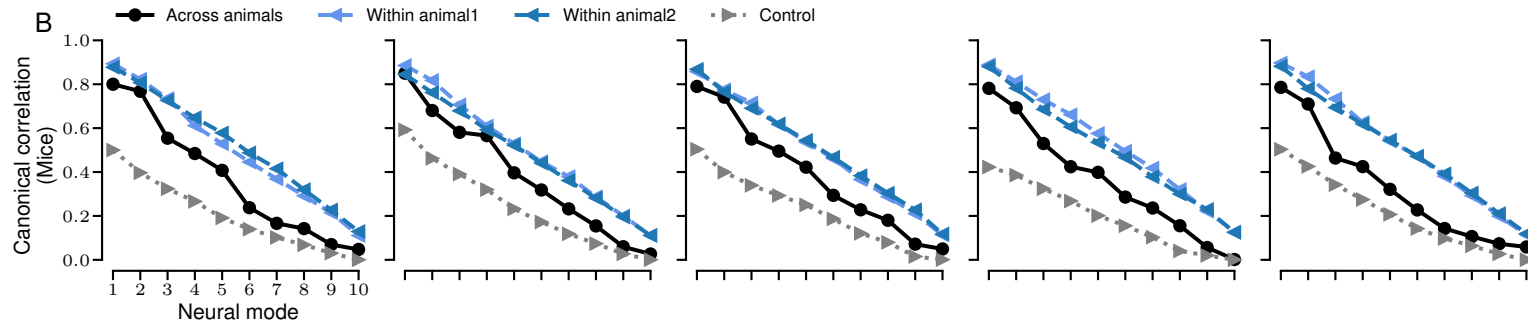 B
Across animals
Within animal1
Within animal2
Control
Canonical correlation
(Mice)
1.0
0.8
0.6
0.4
0.2
0.0
1 2 3 4 5 6 7 8 9 10
Neural mode